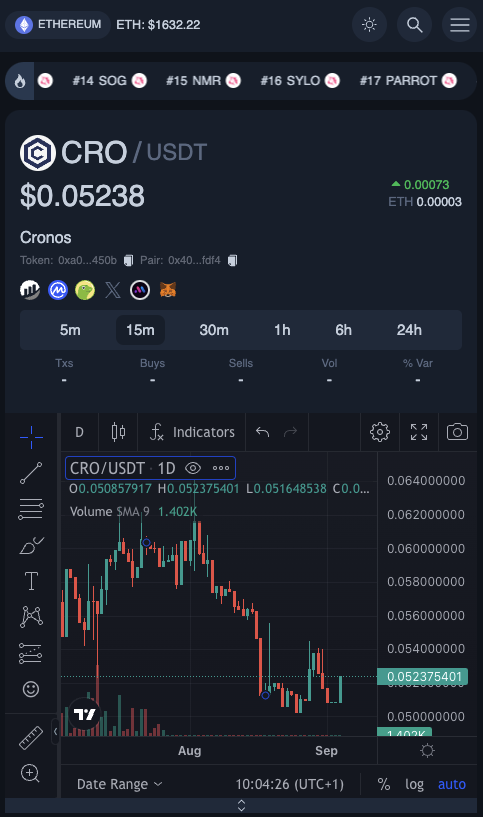 ETHEREUM ETH: $1632.22
#14 SOG #15 NMR #16 SYLO #17 PARROT
CRO / USDT
$0.05238
0.00073
ETH 0.00003
Cronos
Token: 0xa0...450b Pair: 0x40...fdf4
5m 15m 30m 1h 6h 24h
Txs Buys Sells Vol % Var
- - - - -
D Indicators
CRO/USDT · 1D
O0.050857917 H0.052375401 L0.051648538 C0.0...
Volume SMA 9 1.402K
0.064000000
0.062000000
0.060000000
0.058000000
0.056000000
0.054000000
0.052375401
0.050000000
1.402K
Aug Sep
Date Range 10:04:26 (UTC+1) % log auto